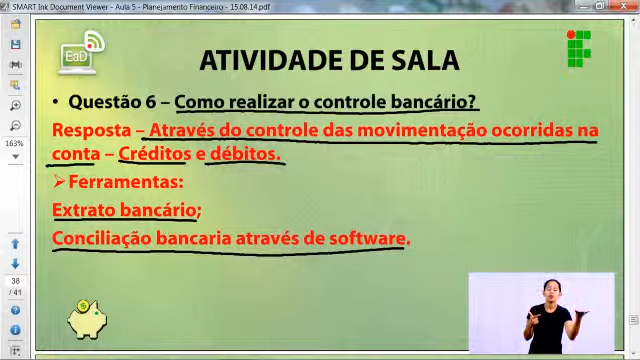 SMART Ink Document Viewer - Aula 5 - Planejamento Financeiro - 15.08.14.pdf
EaD
ATIVIDADE DE SALA
• Questão 6 – Como realizar o controle bancário?
Resposta – Através do controle das movimentação ocorridas na
conta – Créditos e débitos.
➢Ferramentas:
Extrato bancário;
Conciliação bancaria através de software.
163%
38
/ 41